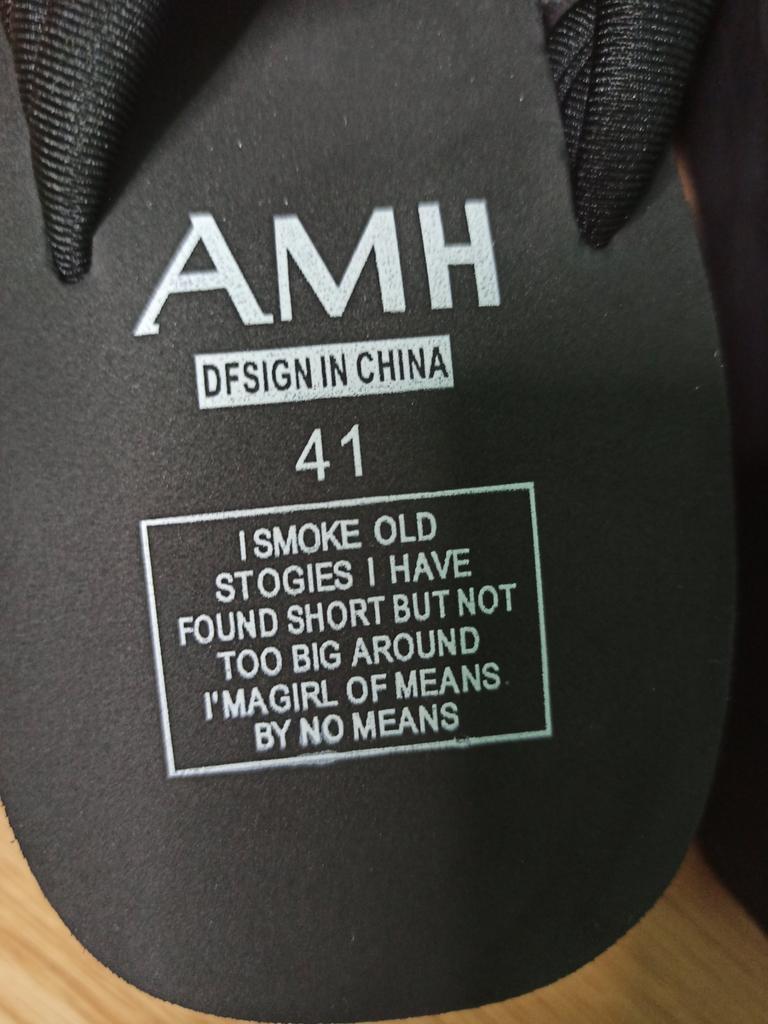 AMH
DFSIGN IN CHINA
41
I SMOKE OLD
STOGIES I HAVE
FOUND SHORT BUT NOT
TOO BIG AROUND
I'MAGIRL OF MEANS
BY NO MEANS